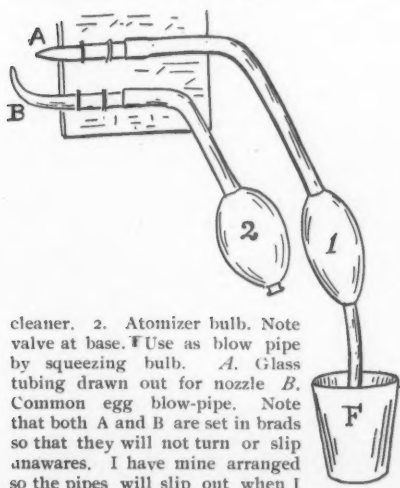 A
B
2
1
F
cleaner. 2. Atomizer bulb. Note
valve at base. Use as blow pipe
by squeezing bulb. A. Glass
tubing drawn out for nozzle B.
Common egg blow-pipe. Note
that both A and B are set in brads
so that they will not turn or slip
unawares. I have mine arranged
so the pipes will slip out when I